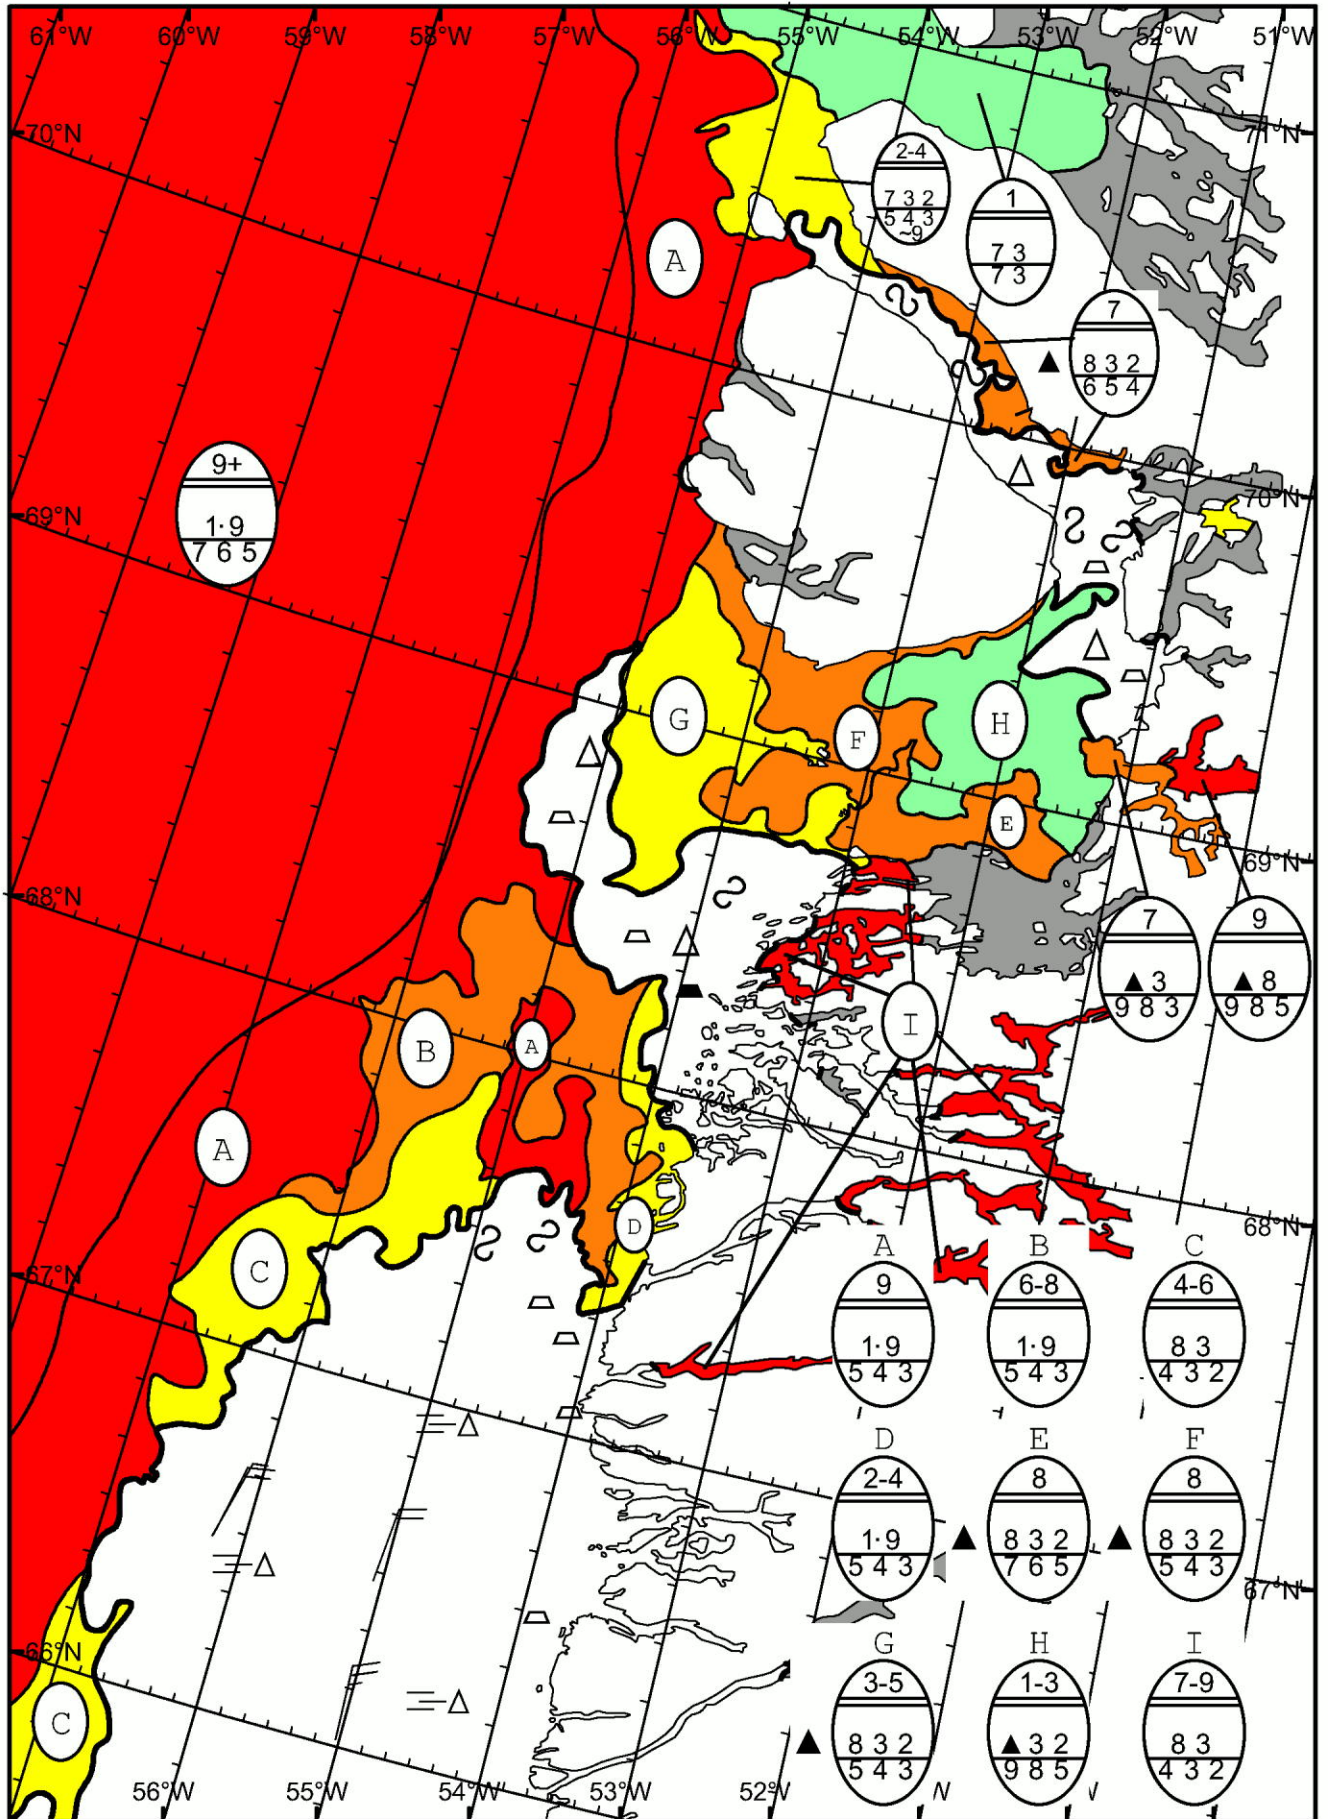 61°W 60°W 59°W 58°W 57°W 56°W 55°W 54°W 53°W 52°W 51°W
70°N
71°N
2-4
7 3 2
5 4 3
~9
1
7 3
7 3
A
7
▲ 8 3 2
6 5 4
9+
1·9
7 6 5
69°N
70°N
G
F
H
E
68°N
69°N
7
▲ 3
9 8 3
9
▲ 8
9 8 5
I
B
A
A
D
C
67°N
68°N
A
9
1·9
5 4 3
B
6-8
1·9
5 4 3
C
4-6
8 3
4 3 2
D
2-4
1·9
5 4 3
E
8
▲ 8 3 2
7 6 5
F
8
▲ 8 3 2
5 4 3
67°N
66°N
G
3-5
▲ 8 3 2
5 4 3
H
1-3
▲ 3 2
9 8 5
I
7-9
8 3
4 3 2
C
56°W 55°W 54°W 53°W 52°W